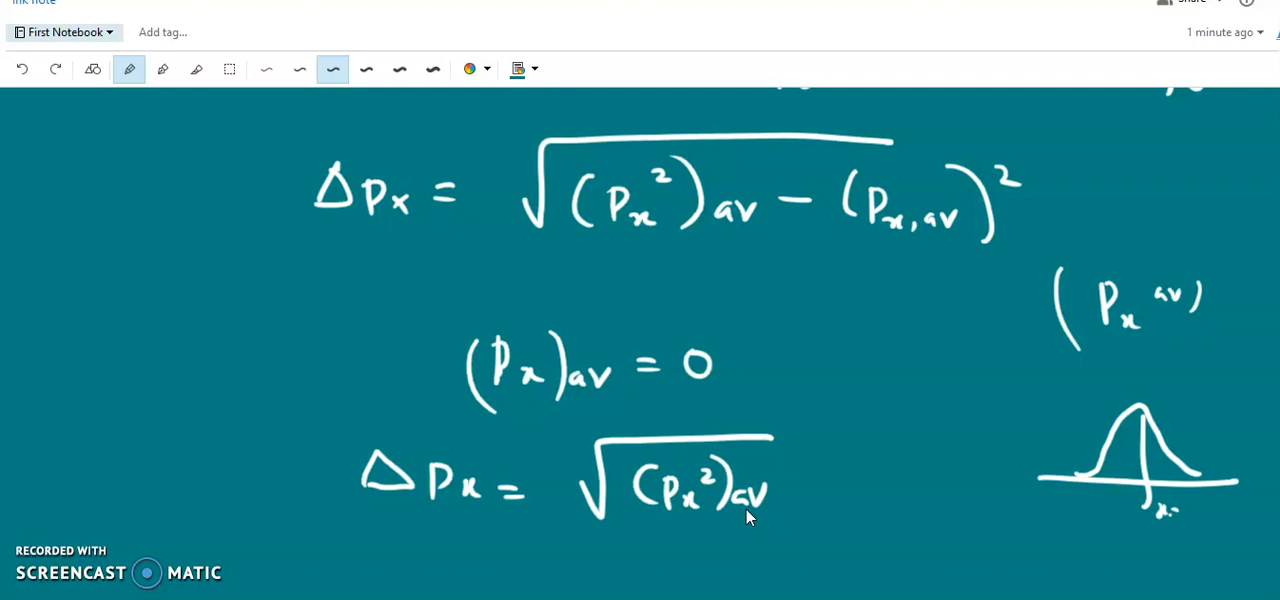 Ink note
Share
First Notebook
Add tag...
1 minute ago
Δpx = √(px²)av − (px,av)²
(px av)
(px)av = 0
Δpx = √(px²)av
RECORDED WITH
SCREENCAST MATIC